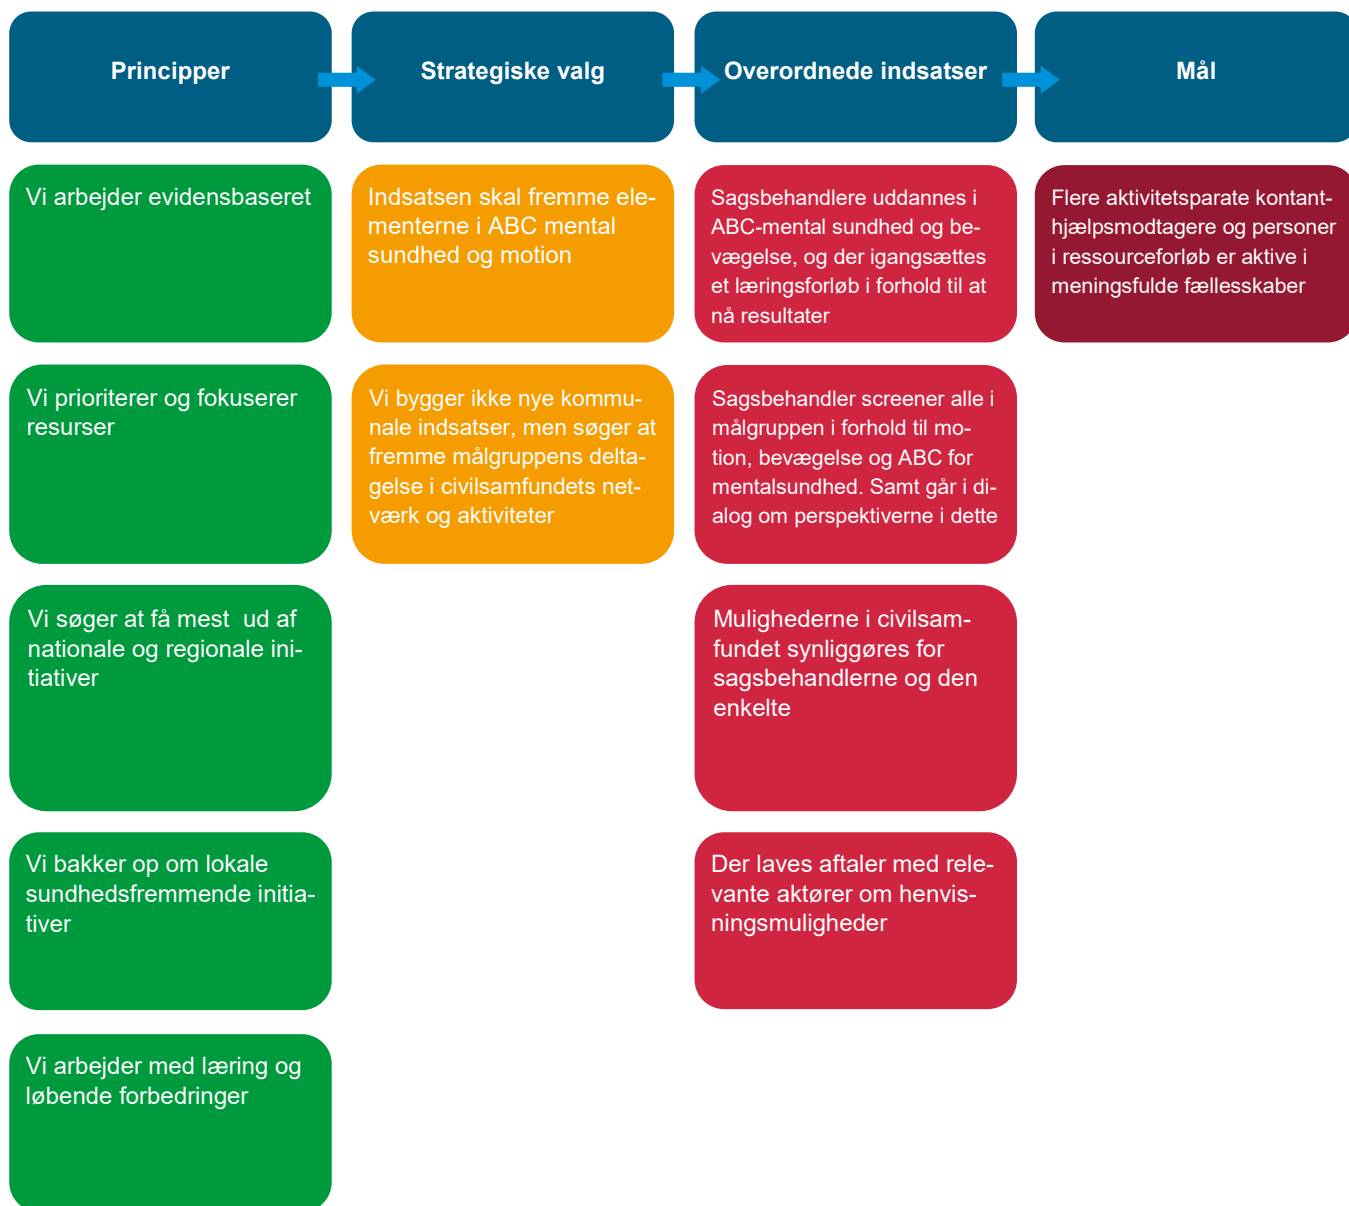 Principper
Strategiske valg
Overordnede indsatser
Mål
Vi arbejder evidensbaseret
Vi prioriterer og fokuserer
resurser
Vi søger at få mest  ud af
nationale og regionale ini-
tiativer
Vi bakker op om lokale
sundhedsfremmende initia-
tiver
Vi arbejder med læring og
løbende forbedringer
Indsatsen skal fremme ele-
menterne i ABC mental
sundhed og motion
Vi bygger ikke nye kommu-
nale indsatser, men søger at
fremme målgruppens delta-
gelse i civilsamfundets net-
værk og aktiviteter
Sagsbehandlere uddannes i
ABC-mental sundhed og be-
vægelse, og der igangsættes
et læringsforløb i forhold til at
nå resultater
Sagsbehandler screener alle i
målgruppen i forhold til mo-
tion, bevægelse og ABC for
mentalsundhed. Samt går i di-
alog om perspektiverne i dette
Mulighederne i civilsam-
fundet synliggøres for
sagsbehandlerne og den
enkelte
Der laves aftaler med rele-
vante aktører om henvis-
ningsmuligheder
Flere aktivitetsparate kontant-
hjælpsmodtagere og personer
i ressourceforløb er aktive i
meningsfulde fællesskaber